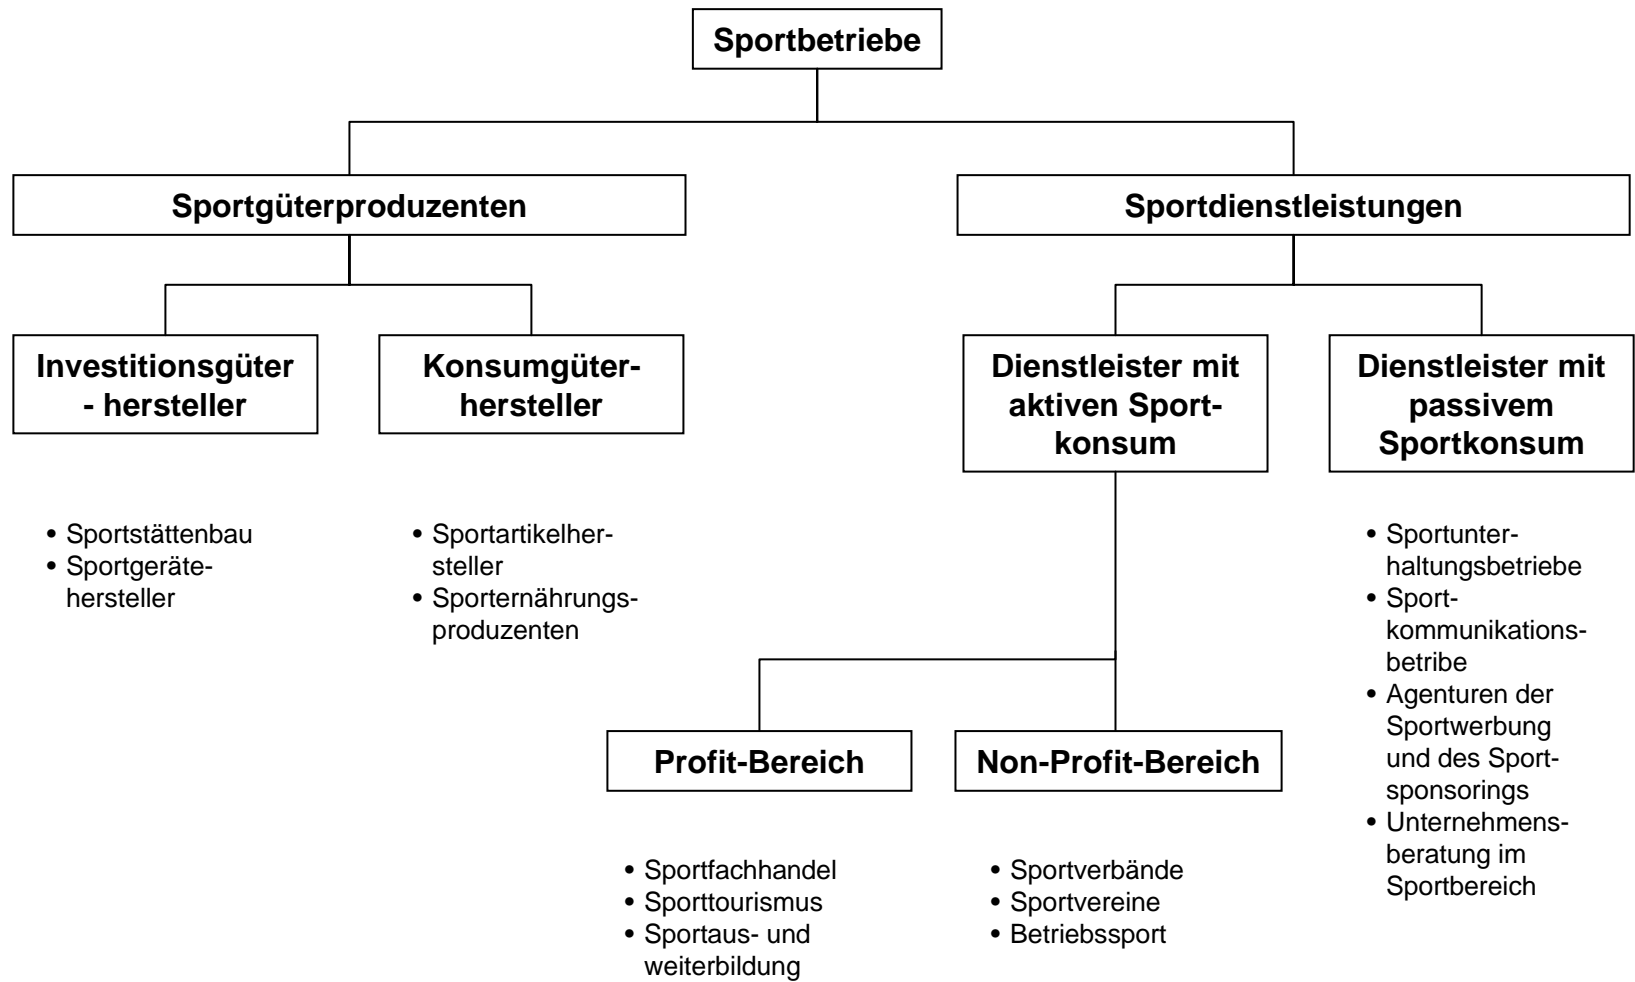 Sportbetriebe
Sportgüterproduzenten
Sportdienstleistungen
Investitionsgüter
- hersteller
Konsumgüter-
hersteller
Dienstleister mit
aktiven Sport-
konsum
Dienstleister mit
passivem
Sportkonsum
• Sportstättenbau
• Sportgeräte-
hersteller
• Sportartikelher-
steller
• Sporternährungs-
produzenten
• Sportunter-
haltungsbetriebe
• Sport-
kommunikations-
betribe
• Agenturen der
Sportwerbung
und des Sport-
sponsorings
• Unternehmens-
beratung im
Sportbereich
Profit-Bereich
Non-Profit-Bereich
• Sportfachhandel
• Sporttourismus
• Sportaus- und
weiterbildung
• Sportverbände
• Sportvereine
• Betriebssport